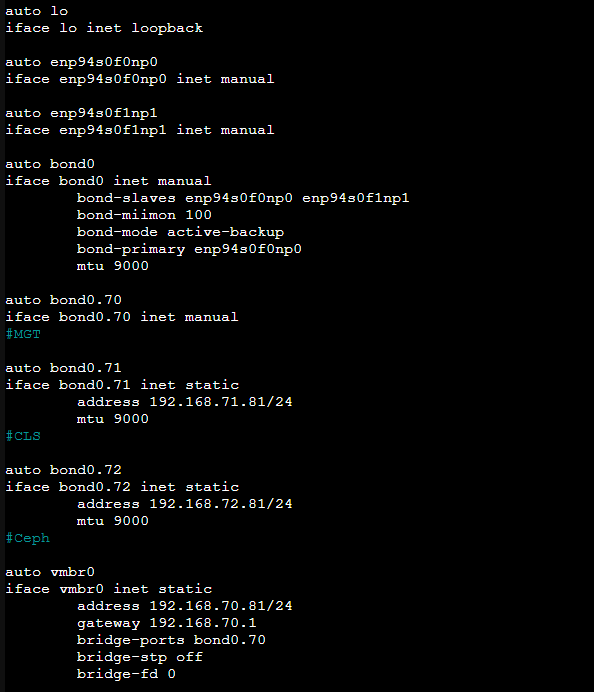 auto lo
iface lo inet loopback
auto enp94s0f0np0
iface enp94s0f0np0 inet manual
auto enp94s0f1np1
iface enp94s0f1np1 inet manual
auto bond0
iface bond0 inet manual
bond-slaves enp94s0f0np0 enp94s0f1np1
bond-miimon 100
bond-mode active-backup
bond-primary enp94s0f0np0
mtu 9000
auto bond0.70
iface bond0.70 inet manual
#MGT
auto bond0.71
iface bond0.71 inet static
address 192.168.71.81/24
mtu 9000
#CLS
auto bond0.72
iface bond0.72 inet static
address 192.168.72.81/24
mtu 9000
#Ceph
auto vmbr0
iface vmbr0 inet static
address 192.168.70.81/24
gateway 192.168.70.1
bridge-ports bond0.70
bridge-stp off
bridge-fd 0